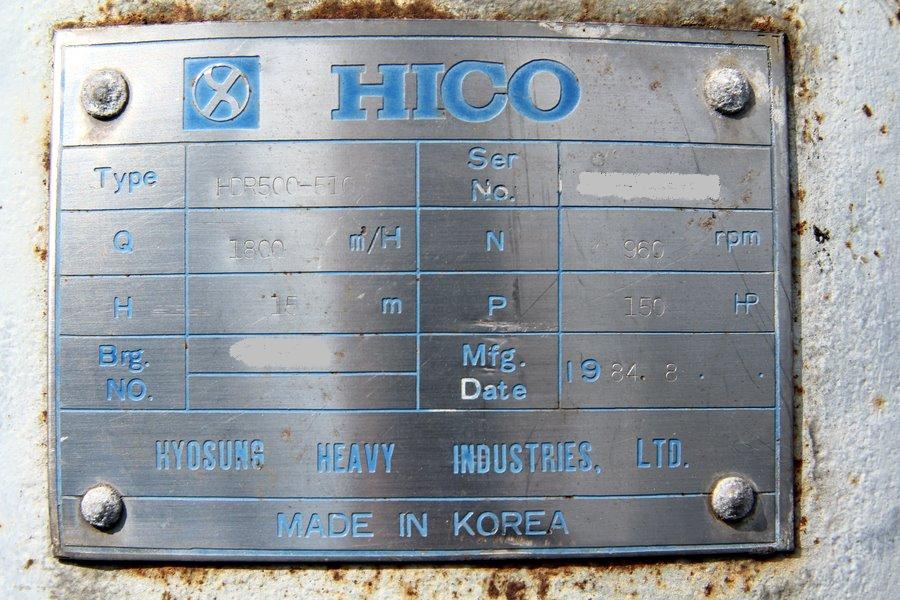 HICO
Type HDR500-510 Ser No.
Q 1800 m³/H N 960 rpm
H 15 m P 150 HP
Brg. NO. Mfg. Date 1984. 8 . .
HYOSUNG HEAVY INDUSTRIES, LTD.
MADE IN KOREA